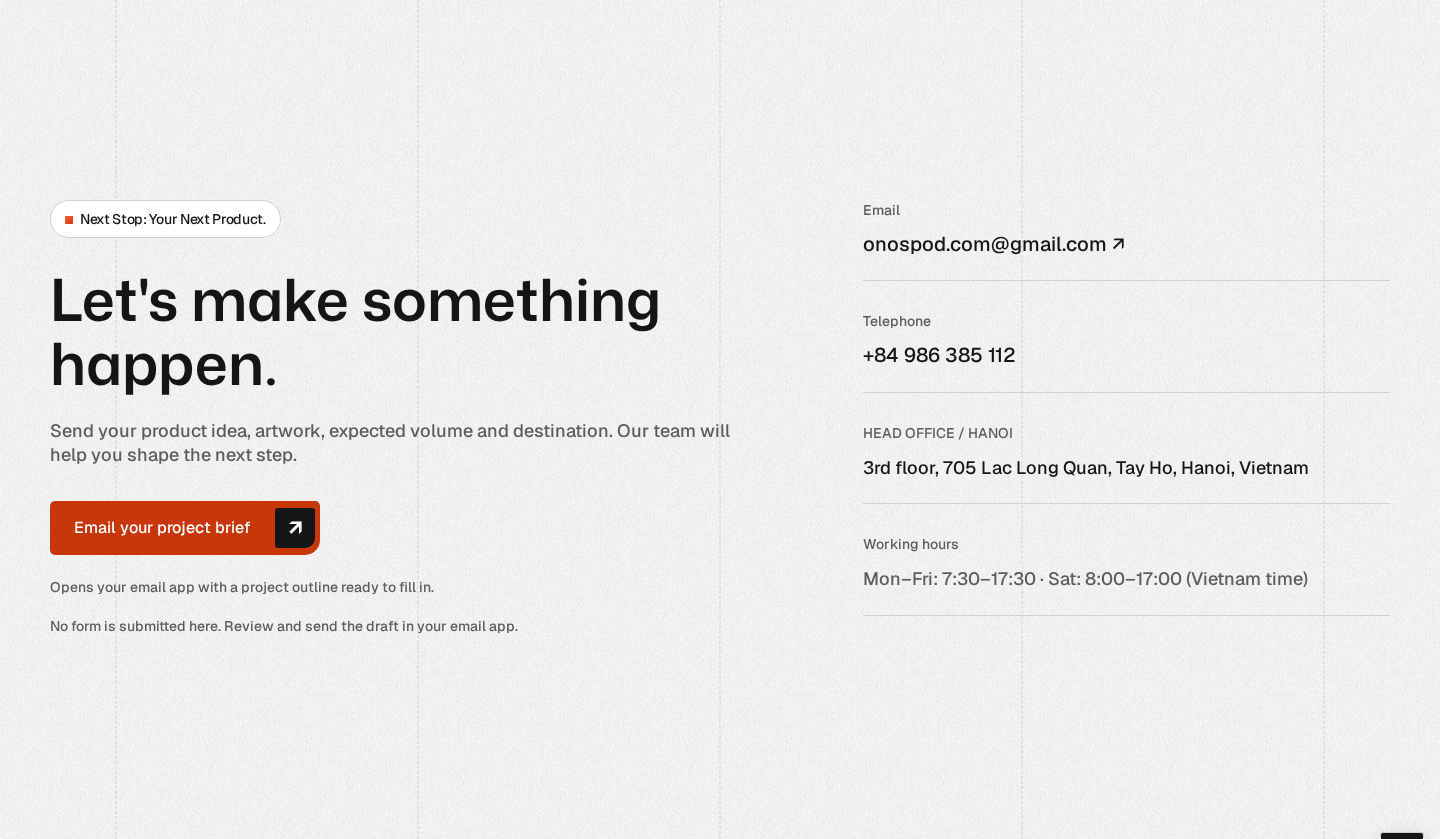 Next Stop: Your Next Product.
Let's make something
happen.
Send your product idea, artwork, expected volume and destination. Our team will
help you shape the next step.
Email your project brief
Opens your email app with a project outline ready to fill in.
No form is submitted here. Review and send the draft in your email app.
Email
onospod.com@gmail.com
Telephone
+84 986 385 112
HEAD OFFICE / HANOI
3rd floor, 705 Lac Long Quan, Tay Ho, Hanoi, Vietnam
Working hours
Mon–Fri: 7:30–17:30 · Sat: 8:00–17:00 (Vietnam time)